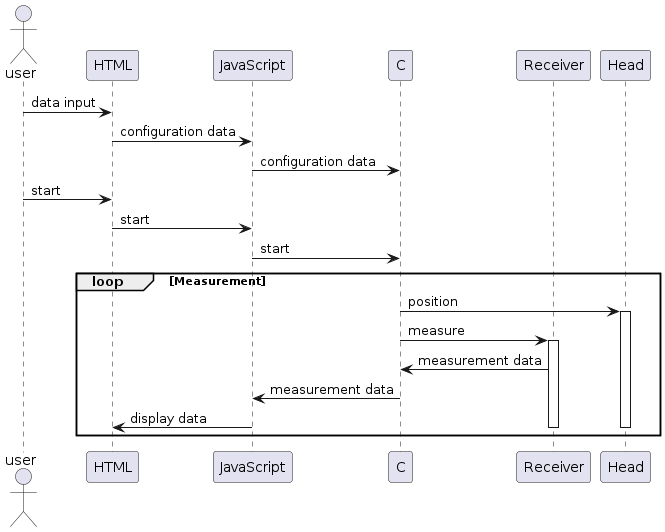 user
HTML
JavaScript
C
Receiver
Head
data input
configuration data
configuration data
start
start
start
loop
[Measurement]
position
measure
measurement data
measurement data
display data
user
HTML
JavaScript
C
Receiver
Head